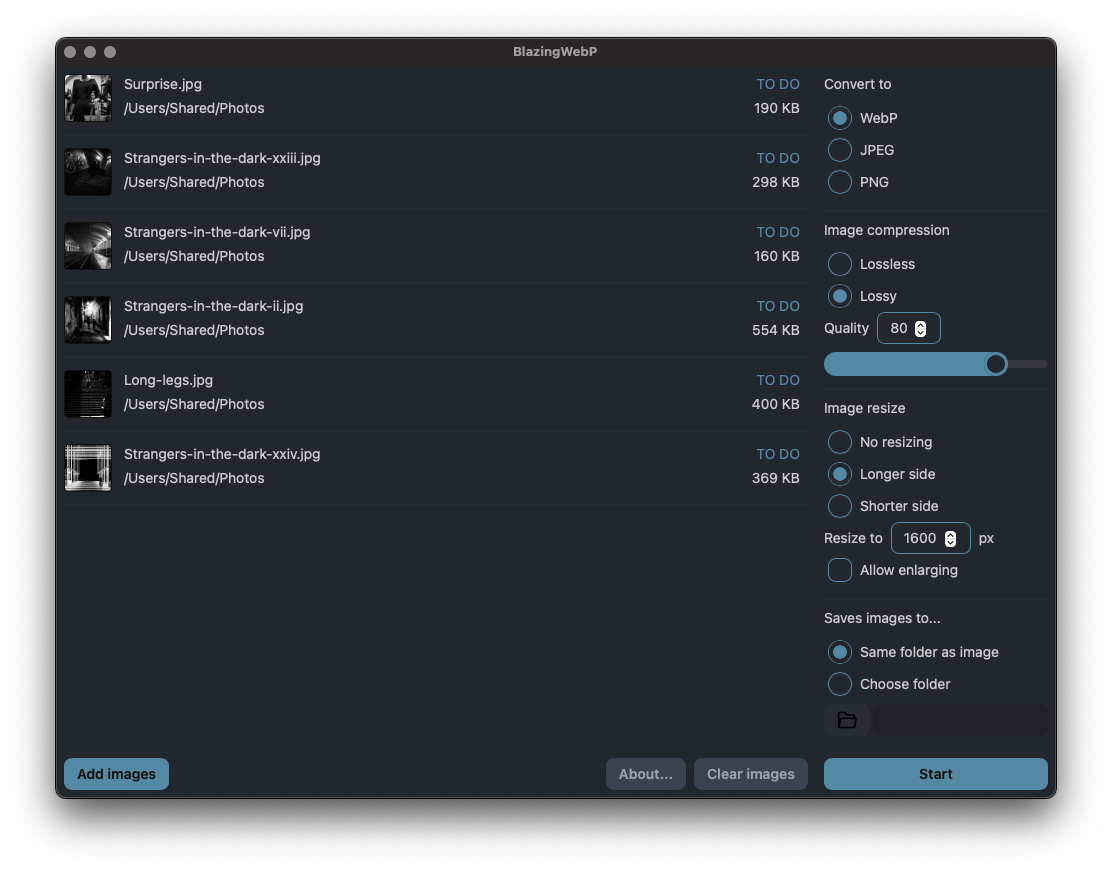 BlazingWebP
Surprise.jpg
TO DO
/Users/Shared/Photos
190 KB
Strangers-in-the-dark-xxiii.jpg
TO DO
/Users/Shared/Photos
298 KB
Strangers-in-the-dark-vii.jpg
TO DO
/Users/Shared/Photos
160 KB
Strangers-in-the-dark-ii.jpg
TO DO
/Users/Shared/Photos
554 KB
Long-legs.jpg
TO DO
/Users/Shared/Photos
400 KB
Strangers-in-the-dark-xxiv.jpg
TO DO
/Users/Shared/Photos
369 KB
Convert to
WebP
JPEG
PNG
Image compression
Lossless
Lossy
Quality 80
Image resize
No resizing
Longer side
Shorter side
Resize to 1600 px
Allow enlarging
Saves images to...
Same folder as image
Choose folder
Add images
About...
Clear images
Start